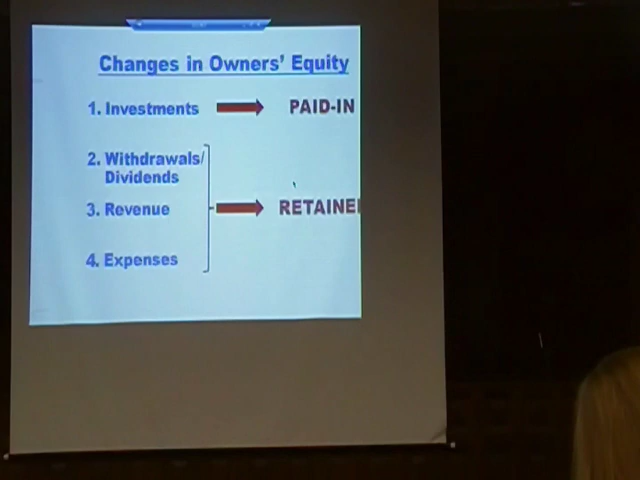 Changes in Owners' Equity
1. Investments PAID-IN
2. Withdrawals/
Dividends
3. Revenue RETAINE
4. Expenses